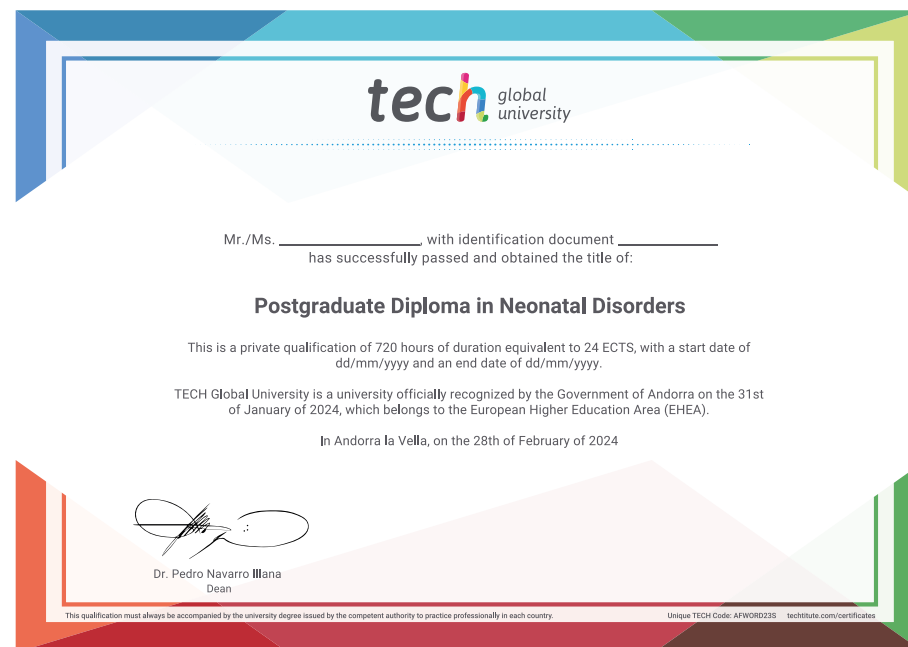 tech global university
Mr./Ms. ____________, with identification document ____________
has successfully passed and obtained the title of:
Postgraduate Diploma in Neonatal Disorders
This is a private qualification of 720 hours of duration equivalent to 24 ECTS, with a start date of
dd/mm/yyyy and an end date of dd/mm/yyyy.
TECH Global University is a university officially recognized by the Government of Andorra on the 31st
of January of 2024, which belongs to the European Higher Education Area (EHEA).
In Andorra la Vella, on the 28th of February of 2024
Dr. Pedro Navarro Illana
Dean
This qualification must always be accompanied by the university degree issued by the competent authority to practice professionally in each country.
Unique TECH Code: AFWORD23S techtitute.com/certificates